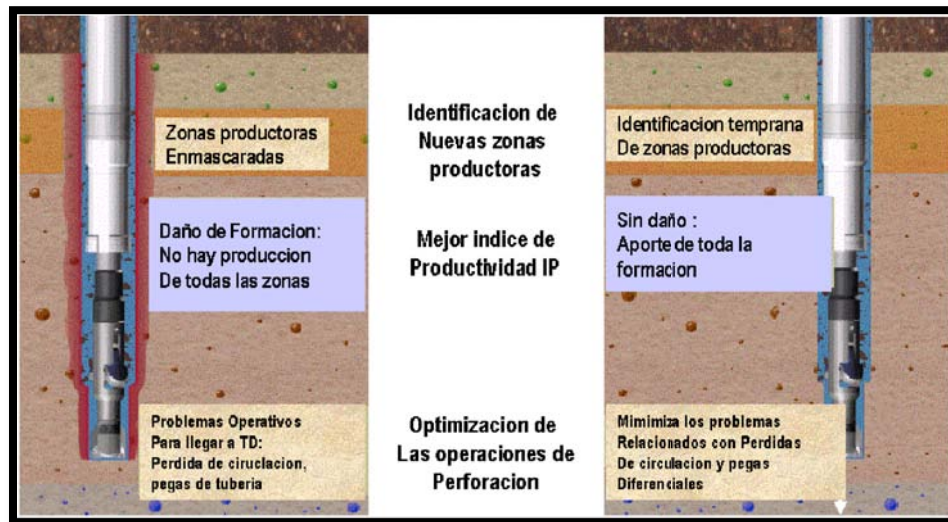 Zonas productoras
Enmascaradas
Daño de Formacion:
No hay produccion
De todas las zonas
Problemas Operativos
Para llegar a TD:
Perdida de ciruclacion,
pegas de tuberia
Identificacion de
Nuevas zonas
productoras
Mejor indice de
Productividad IP
Optimizacion de
Las operaciones de
Perforacion
Identificacion temprana
De zonas productoras
Sin daño :
Aporte de toda la
formacion
Mimimiza los problemas
Relacionados con Perdidas
De circulacion y pegas
Diferenciales